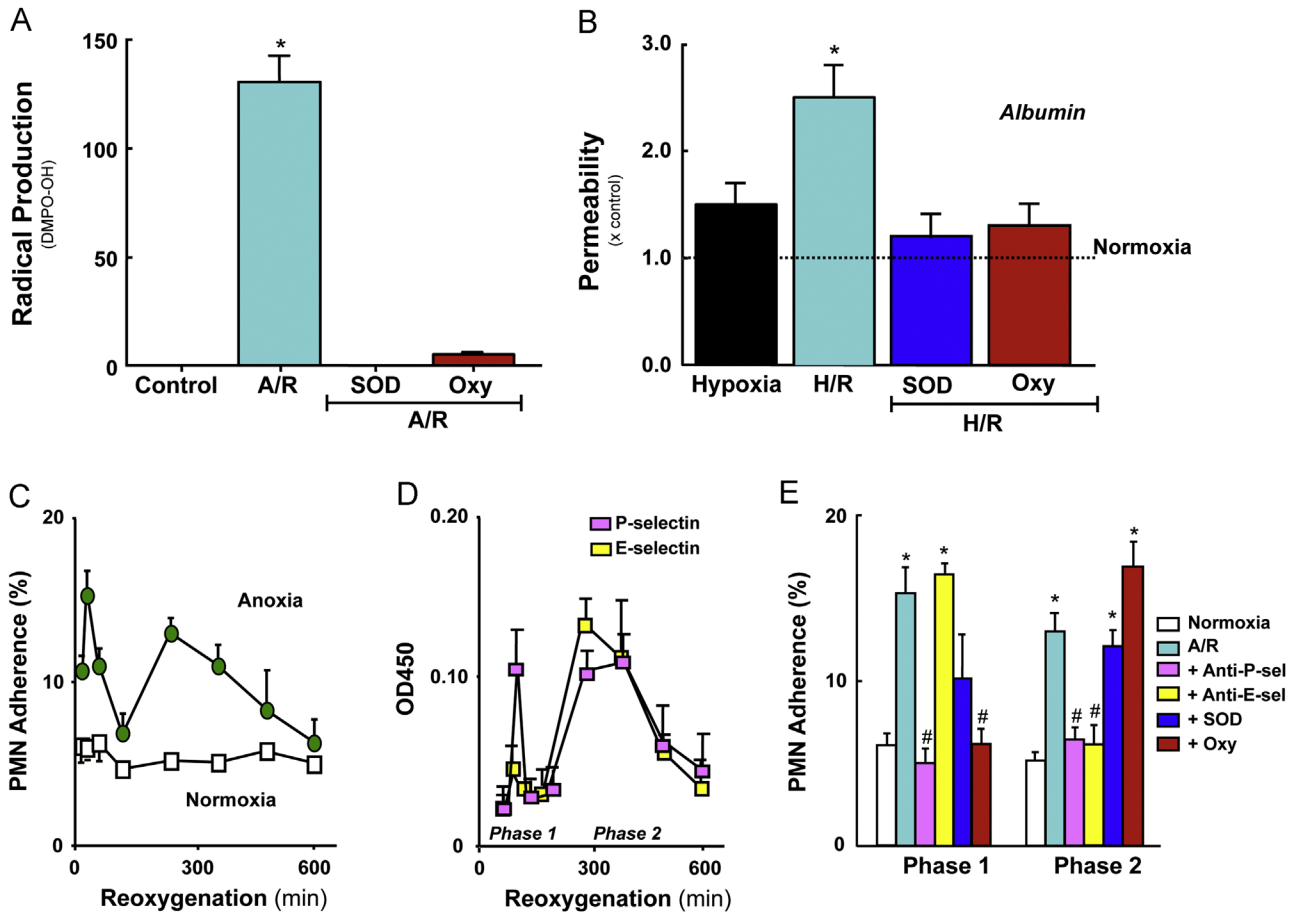 A
150
100
50
0
Radical Production
(DMPO-OH)
*
Control A/R SOD Oxy
A/R
B
3.0
2.0
1.0
0.0
Permeability
(x control)
*
Albumin
Normoxia
Hypoxia H/R SOD Oxy
H/R
C
20
10
0
PMN Adherence (%)
Anoxia
Normoxia
0 300 600
Reoxygenation (min)
D
0.20
0.10
0
OD450
P-selectin
E-selectin
Phase 1 Phase 2
0 300 600
Reoxygenation (min)
E
20
10
0
PMN Adherence (%)
* # * # * # # * *
Phase 1 Phase 2
Normoxia
A/R
+ Anti-P-sel
+ Anti-E-sel
+ SOD
+ Oxy